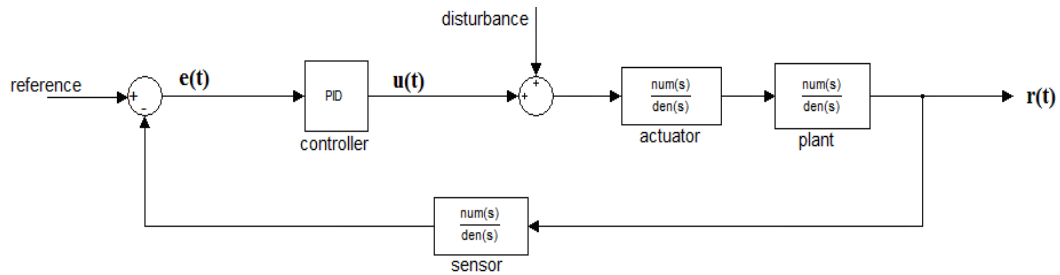 disturbance
reference
+
-
e(t)
PID
controller
u(t)
+
+
num(s)
den(s)
actuator
num(s)
den(s)
plant
r(t)
num(s)
den(s)
sensor